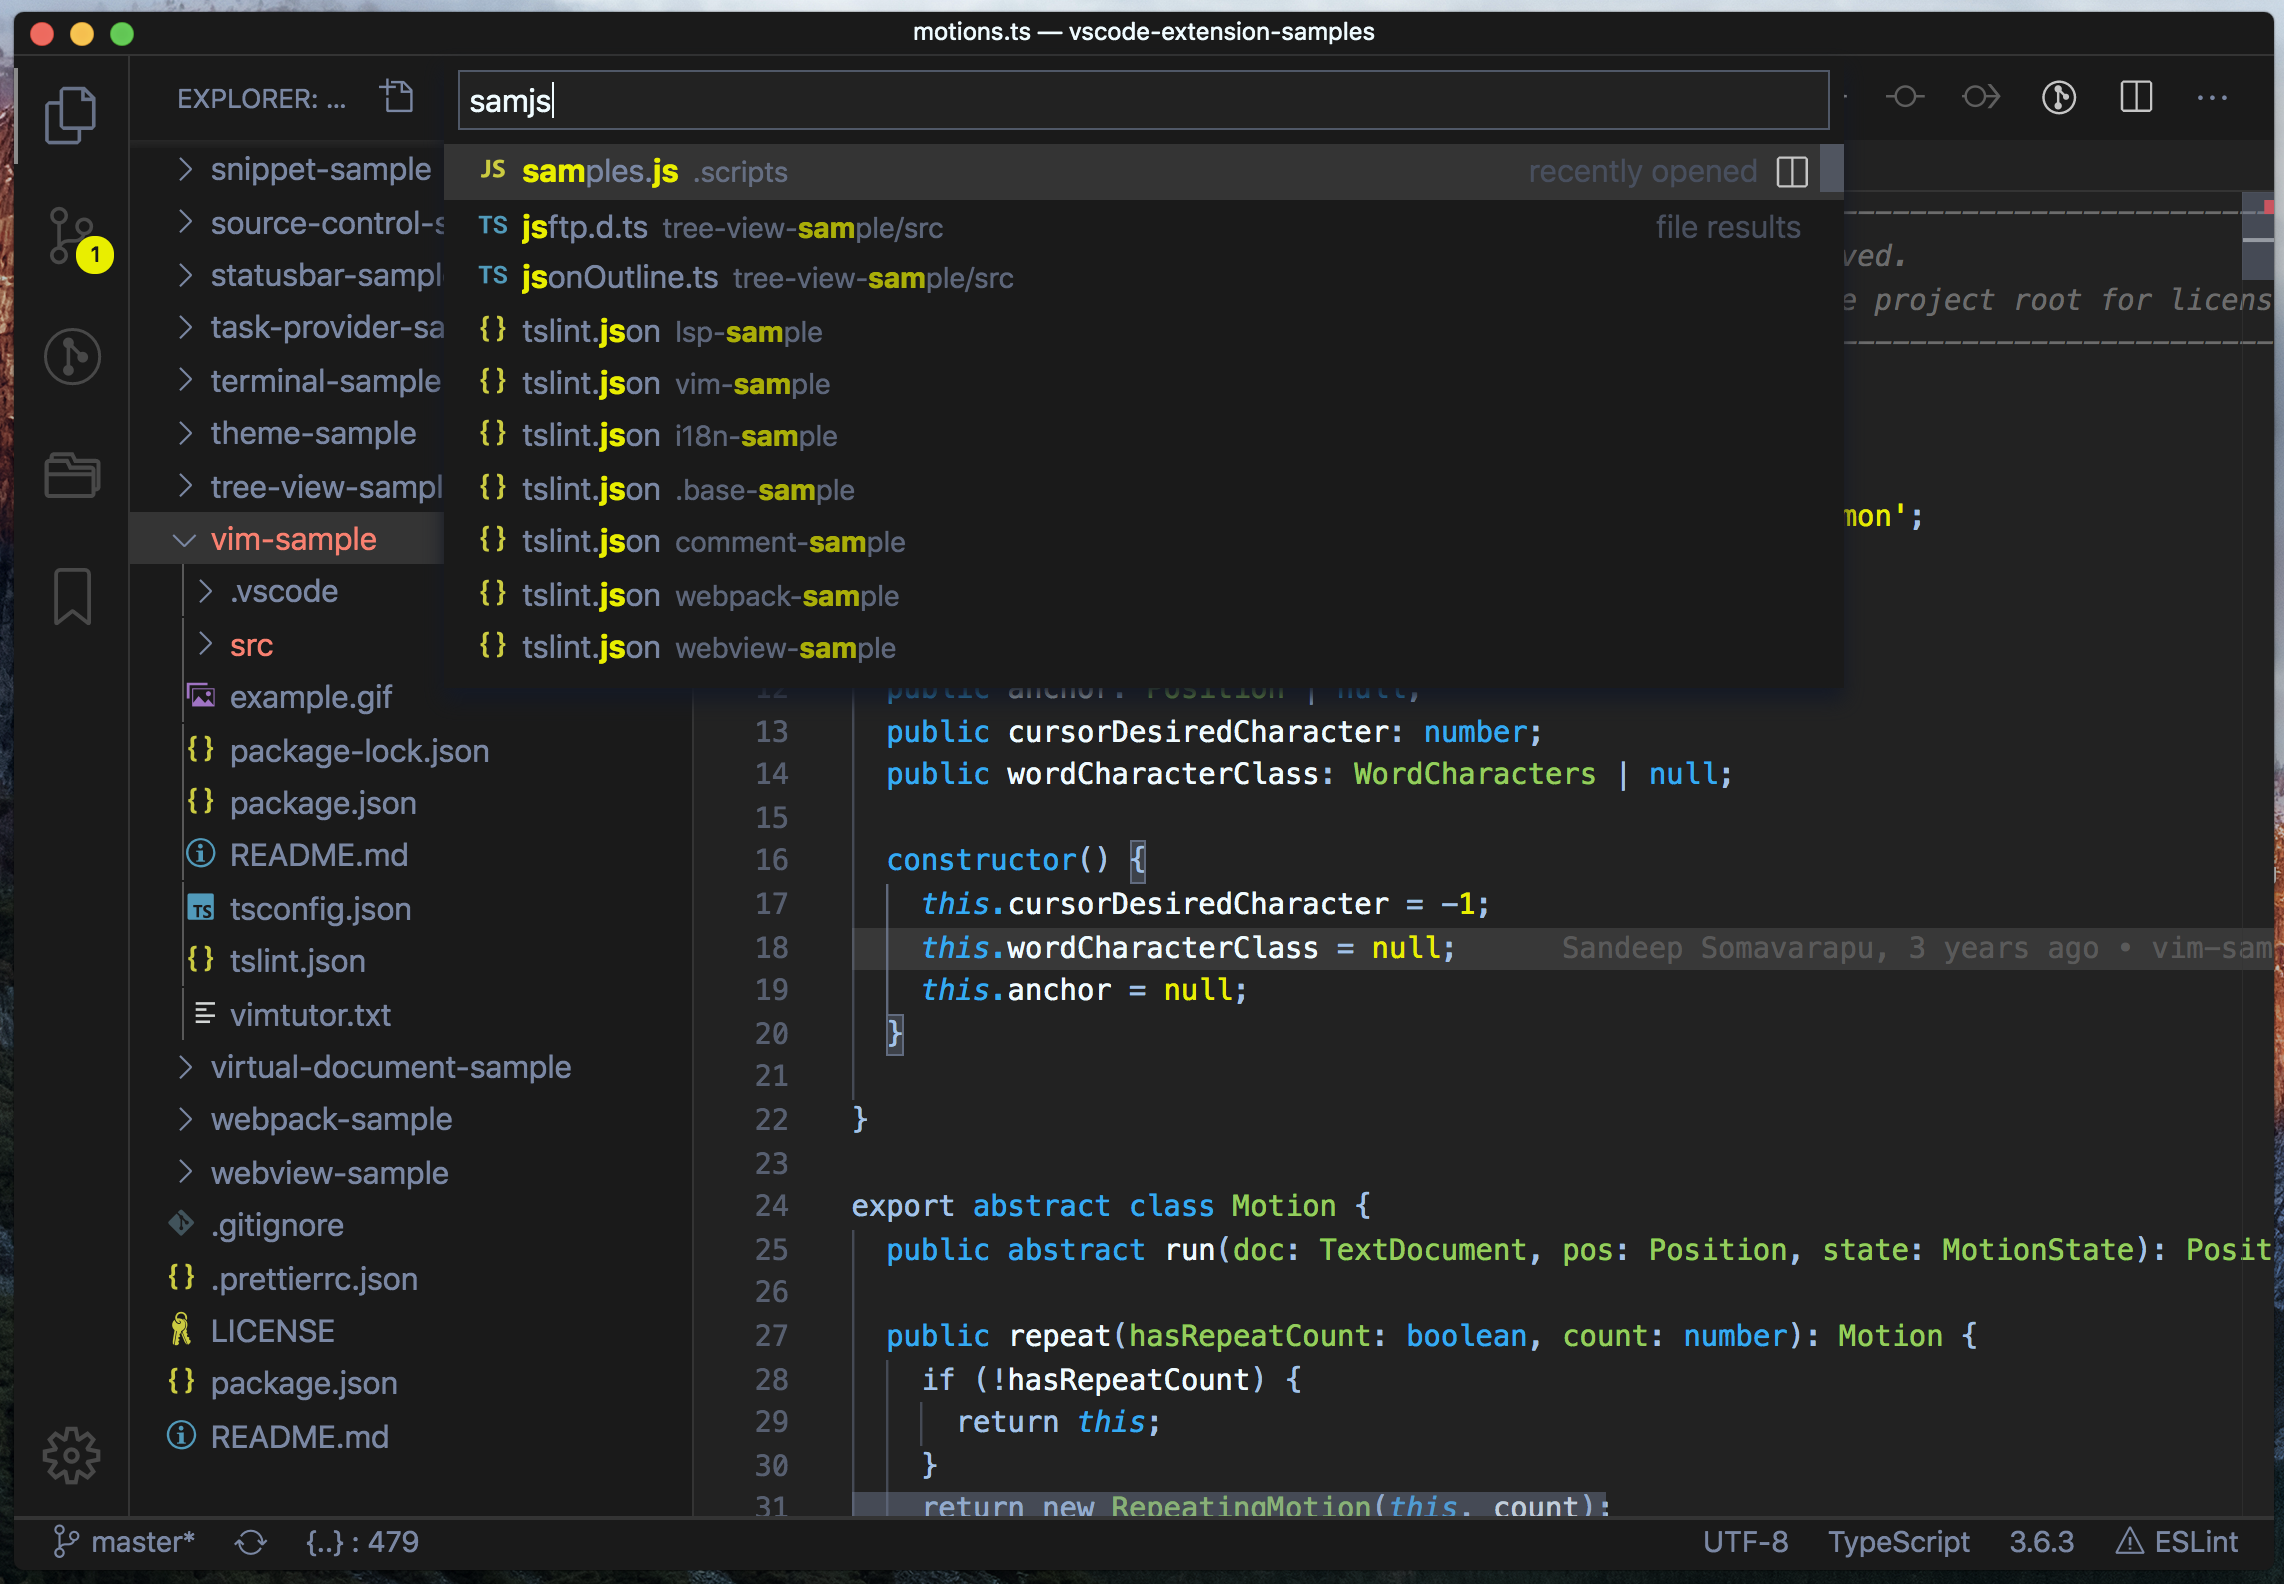 motions.ts — vscode-extension-samples
EXPLORER: ...
samjs
JS samples.js .scripts recently opened
TS jsftp.d.ts tree-view-sample/src file results
TS jsonOutline.ts tree-view-sample/src
{} tslint.json lsp-sample
{} tslint.json vim-sample
{} tslint.json i18n-sample
{} tslint.json .base-sample
{} tslint.json comment-sample
{} tslint.json webpack-sample
{} tslint.json webview-sample
1
snippet-sample
source-control-s
statusbar-sampl
task-provider-sa
terminal-sample
theme-sample
tree-view-sampl
vim-sample
.vscode
src
example.gif
{} package-lock.json
{} package.json
README.md
TS tsconfig.json
{} tslint.json
vimtutor.txt
virtual-document-sample
webpack-sample
webview-sample
.gitignore
{} .prettierrc.json
LICENSE
{} package.json
README.md
ved.
e project root for licens
mon';
12 public anchor: Position | null;
13 public cursorDesiredCharacter: number;
14 public wordCharacterClass: WordCharacters | null;
15
16 constructor() {
17 this.cursorDesiredCharacter = -1;
18 this.wordCharacterClass = null; Sandeep Somavarapu, 3 years ago • vim-sam
19 this.anchor = null;
20 }
21
22 }
23
24 export abstract class Motion {
25 public abstract run(doc: TextDocument, pos: Position, state: MotionState): Posit
26
27 public repeat(hasRepeatCount: boolean, count: number): Motion {
28 if (!hasRepeatCount) {
29 return this;
30 }
31 return new RepeatingMotion(this, count);
master* {..} : 479 UTF-8 TypeScript 3.6.3 ESLint